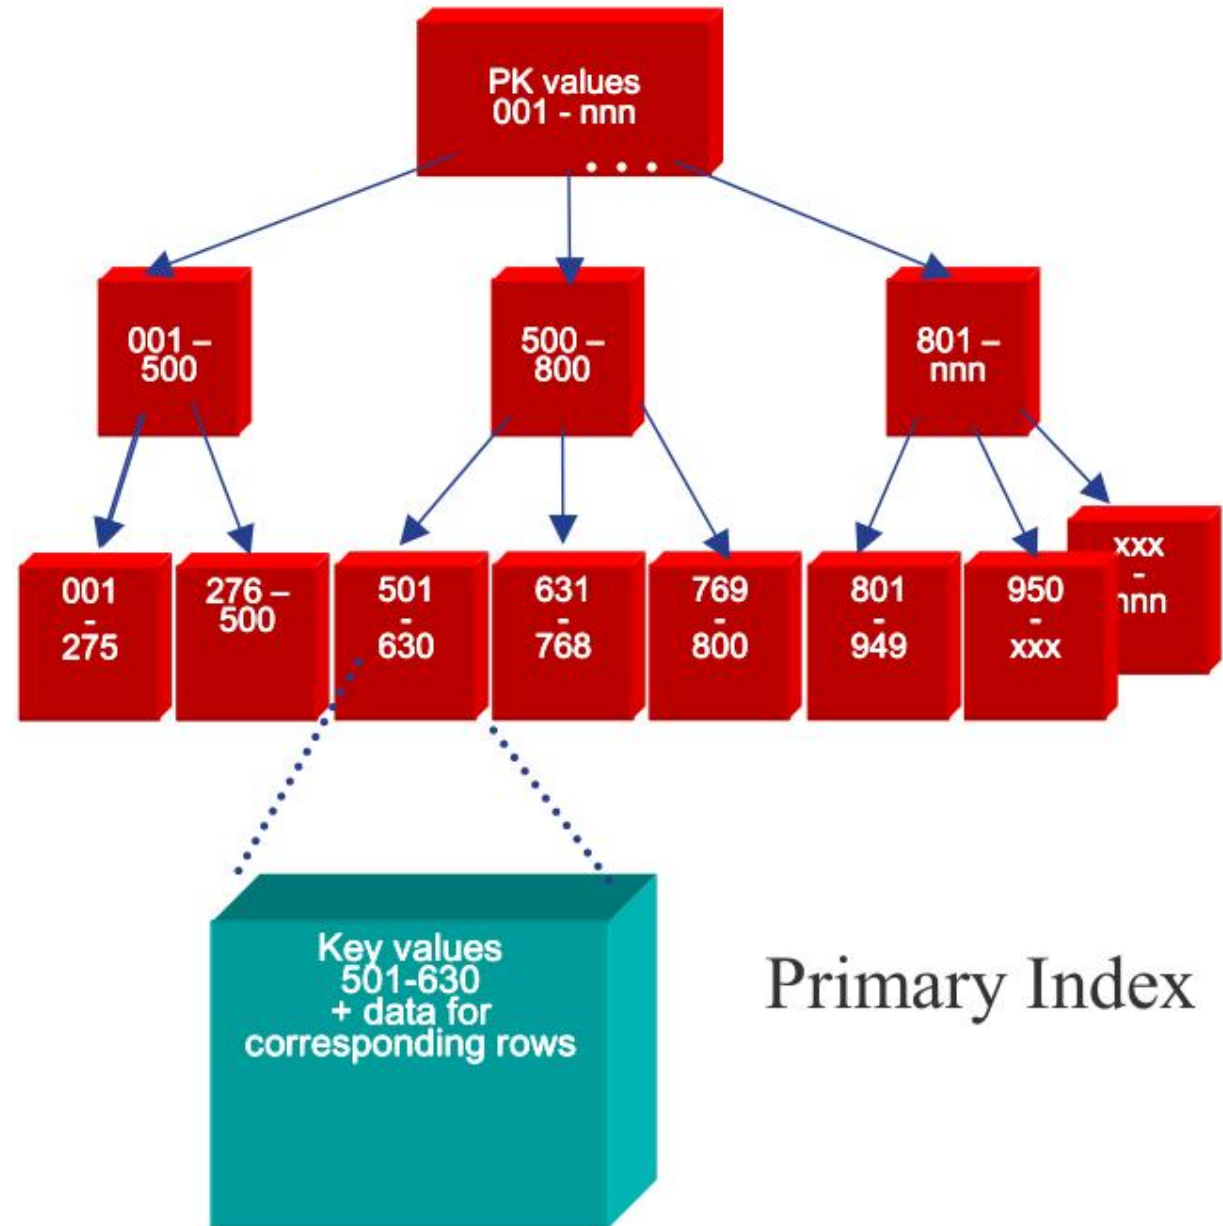 PK values
001 - nnn
. . .
001 –
500
500 –
800
801 –
nnn
001
-
275
276 –
500
501
-
630
631
-
768
769
-
800
801
-
949
950
-
xxx
xxx
-
nnn
Key values
501-630
+ data for
corresponding rows
Primary Index